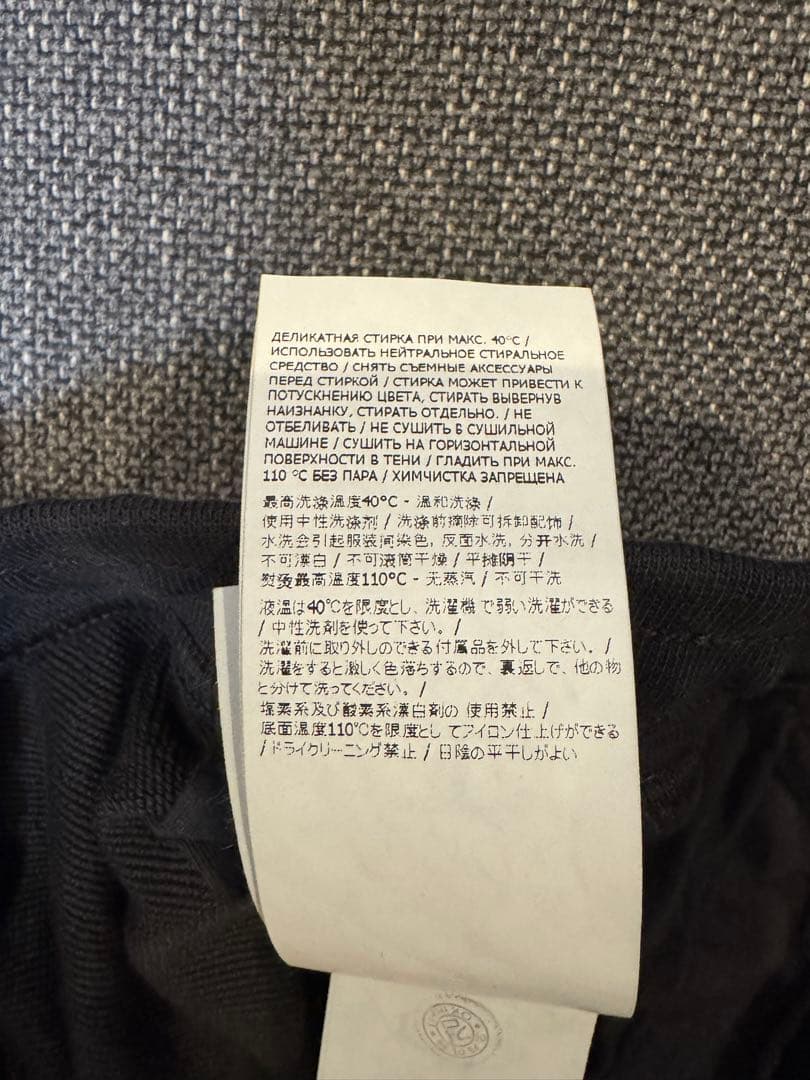 ДЕЛИКАТНАЯ СТИРКА ПРИ МАКС. 40°C /
ИСПОЛЬЗОВАТЬ НЕЙТРАЛЬНОЕ СТИРАЛЬНОЕ
СРЕДСТВО / СНЯТЬ СЪЕМНЫЕ АКСЕССУАРЫ
ПЕРЕД СТИРКОЙ / СТИРКА МОЖЕТ ПРИВЕСТИ К
ПОТУСКНЕНИЮ ЦВЕТА, СТИРАТЬ ВЫВЕРНУВ
НАИЗНАНКУ, СТИРАТЬ ОТДЕЛЬНО. / НЕ
ОТБЕЛИВАТЬ / НЕ СУШИТЬ В СУШИЛЬНОЙ
МАШИНЕ / СУШИТЬ НА ГОРИЗОНТАЛЬНОЙ
ПОВЕРХНОСТИ В ТЕНИ / ГЛАДИТЬ ПРИ МАКС.
110 °C БЕЗ ПАРА / ХИМЧИСТКА ЗАПРЕЩЕНА
最高洗涤温度40°C - 温和洗涤 /
使用中性洗涤剂 / 洗涤前摘除可拆卸配饰 /
水洗会引起服装间染色, 反面水洗, 分开水洗 /
不可漂白 / 不可滚筒干燥 / 平摊阴干 /
熨烫最高温度110°C - 无蒸汽 / 不可干洗
液温は40℃を限度とし、洗濯機 で弱い洗濯ができる
/ 中性洗剤を使って下さい。 /
洗濯前に取り外しのできる付属品を外して下さい。 /
洗濯をすると激しく色落ちするので、裏返しで、他の物
と分けて洗ってください。 /
塩素系及び酸素系漂白剤の 使用禁止 /
底面温度110℃を限度とし てアイロン仕上げができる
/ ドライクリーニング禁止 / 日陰の平干しがよい